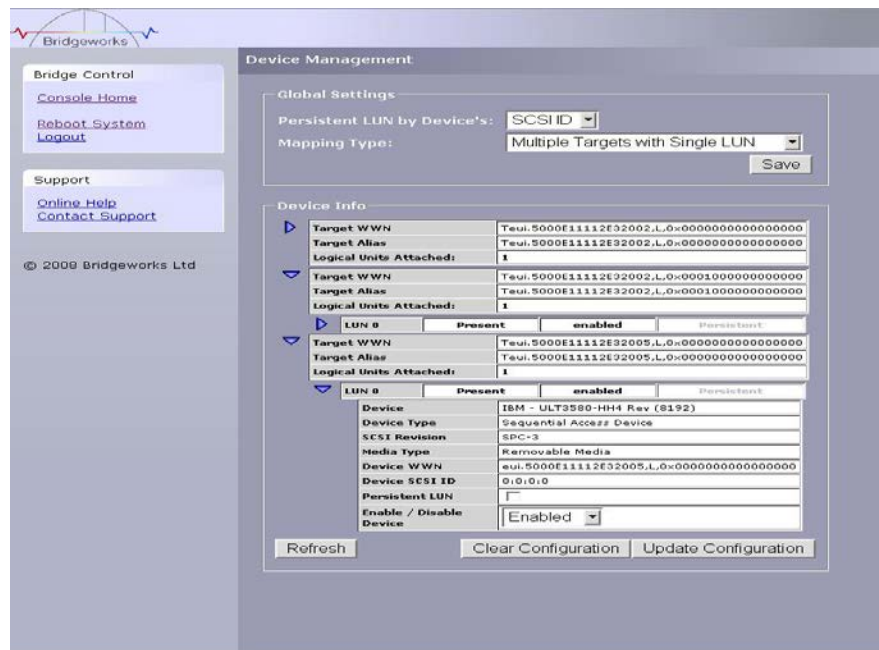 Bridgeworks
Bridge Control
Console Home
Reboot System
Logout
Support
Online Help
Contact Support
© 2008 Bridgeworks Ltd
Device Management
Global Settings
Persistent LUN by Device's: SCSI ID
Mapping Type: Multiple Targets with Single LUN
Save
Device Info
Target WWN Teui.5000E11112E32002,L,0x0000000000000000
Target Alias Teui.5000E11112E32002,L,0x0000000000000000
Logical Units Attached: 1
Target WWN Teui.5000E11112E32002,L,0x0001000000000000
Target Alias Teui.5000E11112E32002,L,0x0001000000000000
Logical Units Attached: 1
LUN 0 Present enabled Persistent
Target WWN Teui.5000E11112E32005,L,0x0000000000000000
Target Alias Teui.5000E11112E32005,L,0x0000000000000000
Logical Units Attached: 1
LUN 0 Present enabled Persistent
Device IBM - ULT3580-HH4 Rev (8192)
Device Type Sequential Access Device
SCSI Revision SPC-3
Media Type Removable Media
Device WWN eui.5000E11112E32005,L,0x0000000000000000
Device SCSI ID 0:0:0:0
Persistent LUN
Enable / Disable Device Enabled
Refresh Clear Configuration Update Configuration